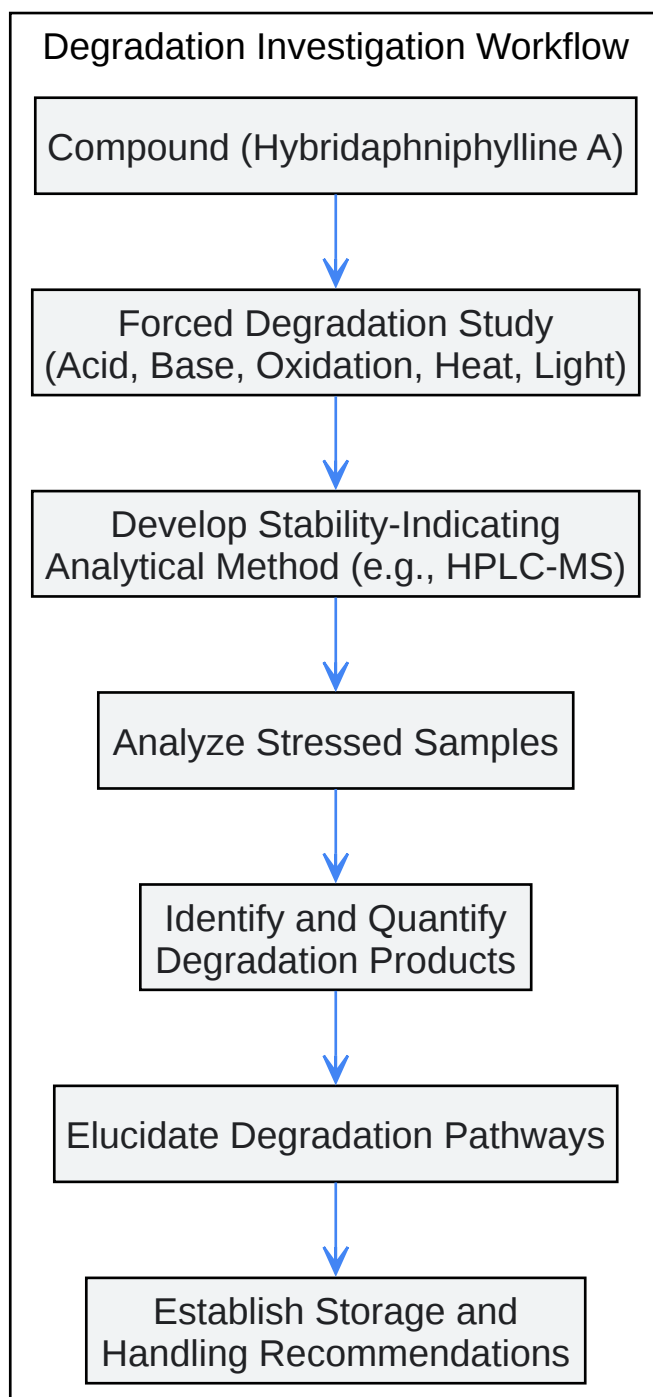 Degradation Investigation Workflow
Compound (Hybridaphniphylline A)
Forced Degradation Study
(Acid, Base, Oxidation, Heat, Light)
Develop Stability-Indicating
Analytical Method (e.g., HPLC-MS)
Analyze Stressed Samples
Identify and Quantify
Degradation Products
Elucidate Degradation Pathways
Establish Storage and
Handling Recommendations